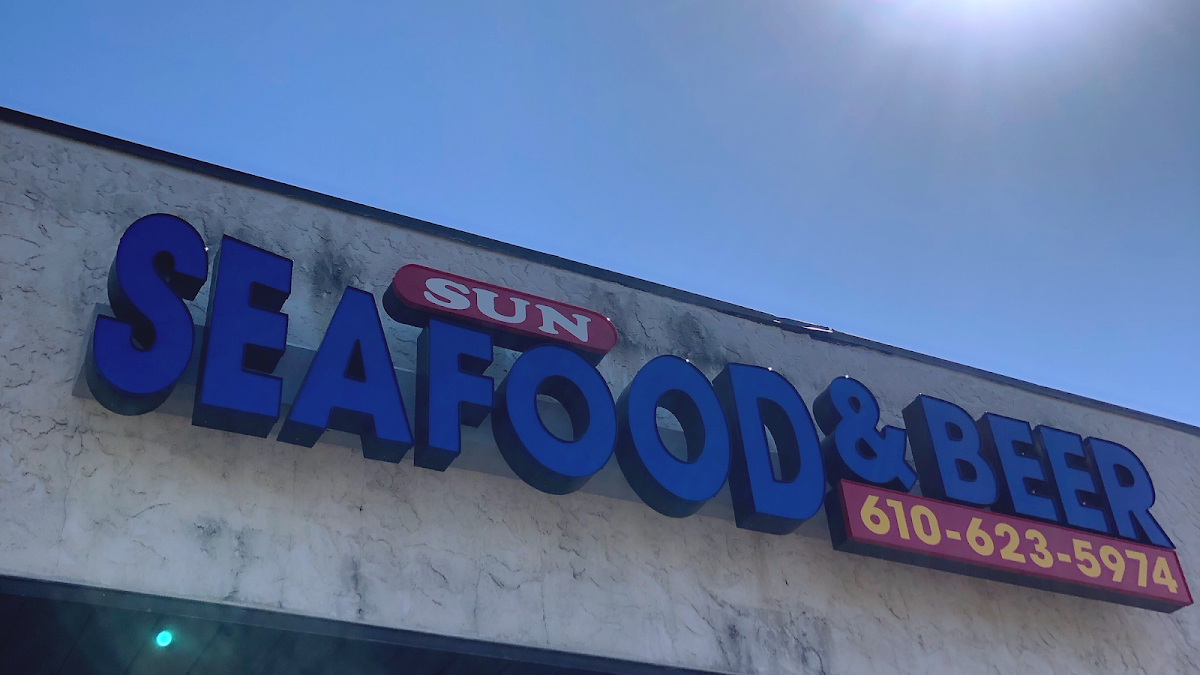 SUN
SEAFOOD & BEER
610-623-5974